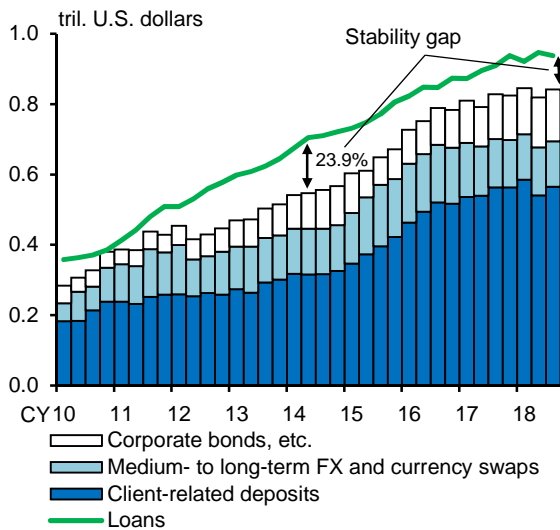 tril. U.S. dollars
Stability gap
1.0
0.8
0.6
0.4
0.2
0.0
23.9%
CY10 11 12 13 14 15 16 17 18
Corporate bonds, etc.
Medium- to long-term FX and currency swaps
Client-related deposits
Loans